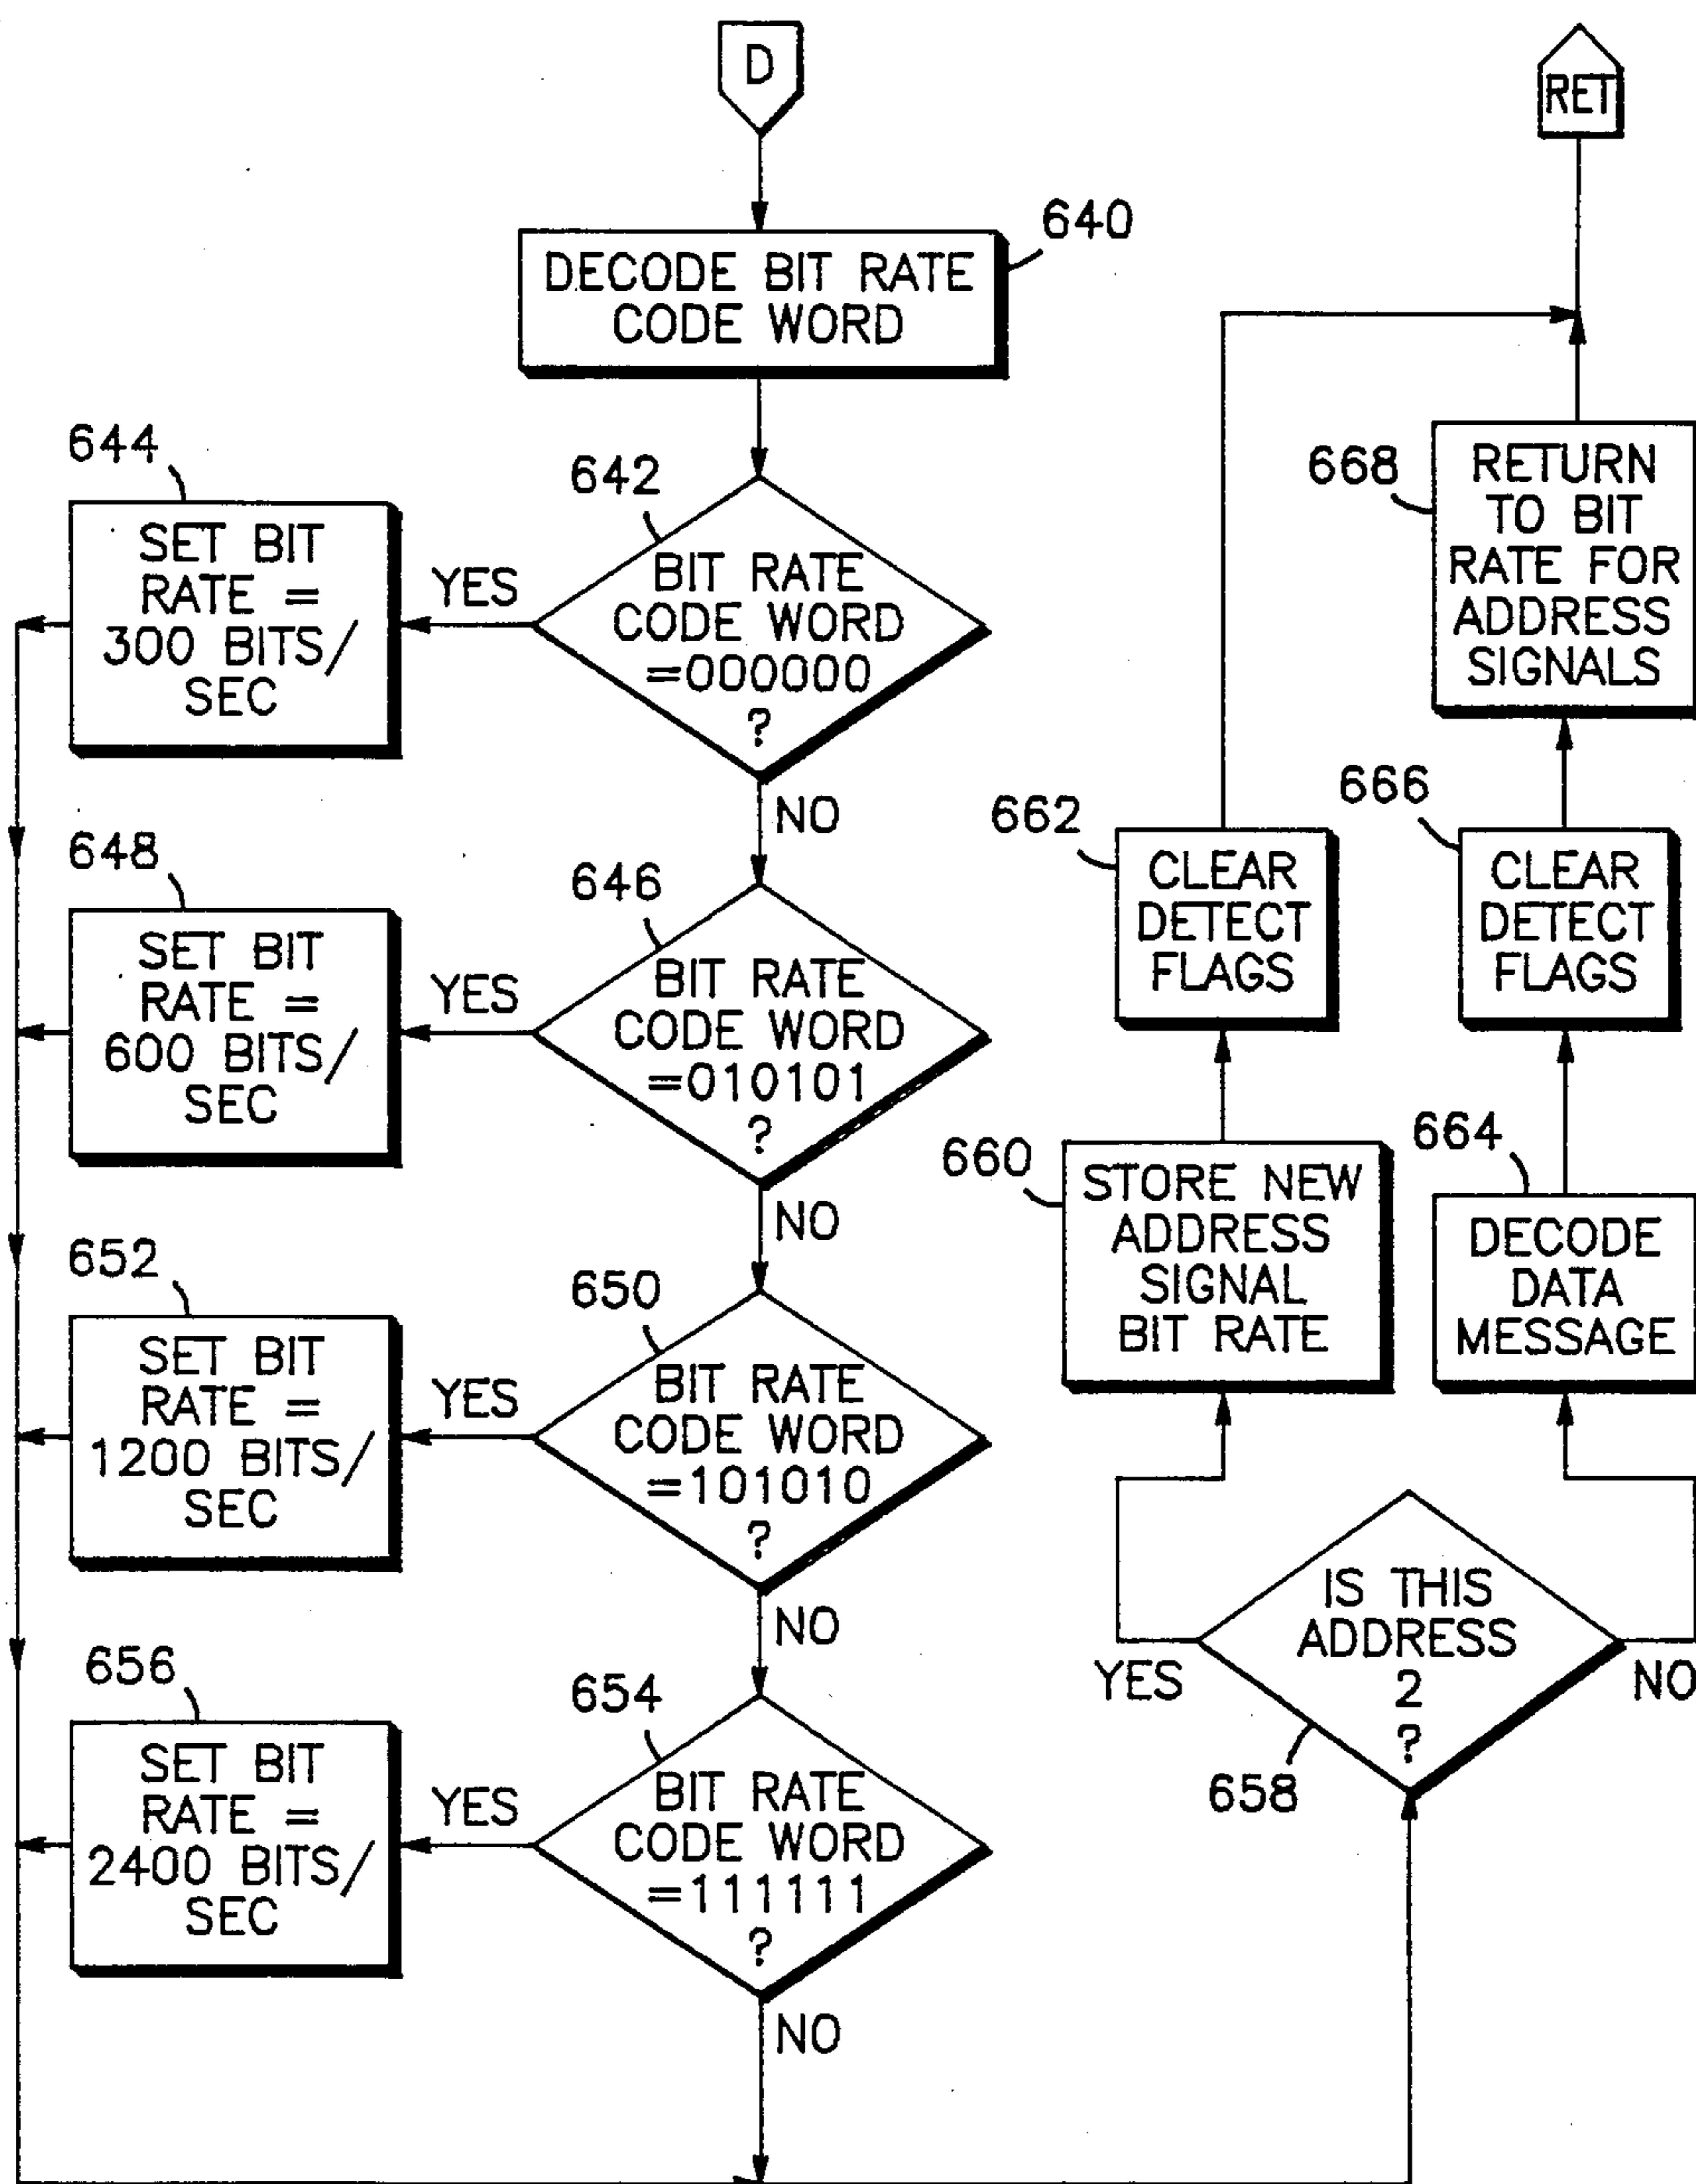 D
RET
640
DECODE BIT RATE
CODE WORD
644
SET BIT
RATE =
300 BITS/
SEC
YES
642
BIT RATE
CODE WORD
=000000
?
NO
648
SET BIT
RATE =
600 BITS/
SEC
YES
646
BIT RATE
CODE WORD
=010101
?
NO
652
SET BIT
RATE =
1200 BITS/
SEC
YES
650
BIT RATE
CODE WORD
=101010
?
NO
656
SET BIT
RATE =
2400 BITS/
SEC
YES
654
BIT RATE
CODE WORD
=111111
?
NO
668
RETURN
TO BIT
RATE FOR
ADDRESS
SIGNALS
662
CLEAR
DETECT
FLAGS
666
CLEAR
DETECT
FLAGS
660
STORE NEW
ADDRESS
SIGNAL
BIT RATE
664
DECODE
DATA
MESSAGE
IS THIS
ADDRESS
2
?
YES
NO
658